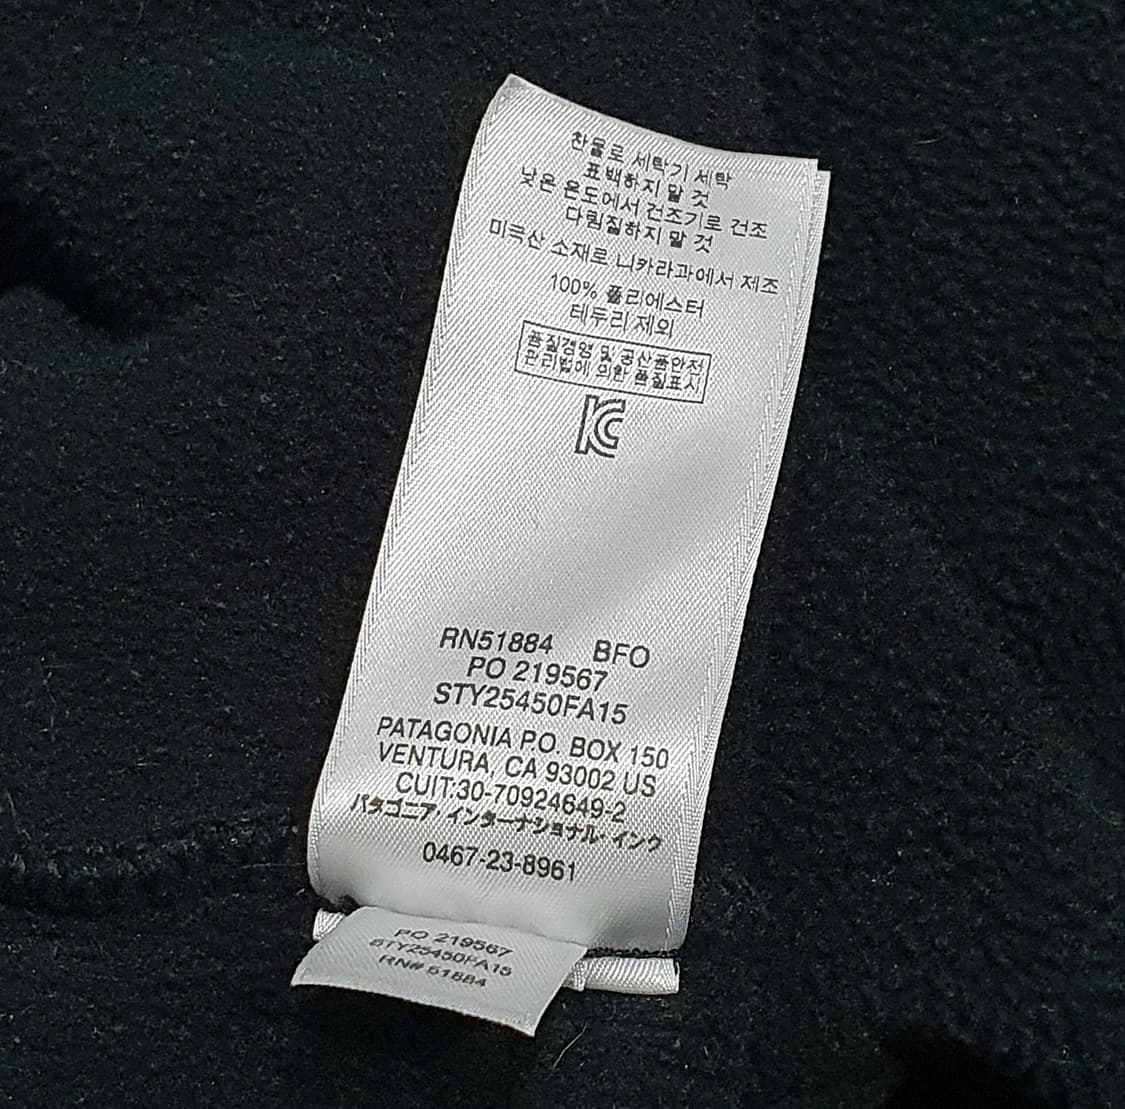 찬물로 세탁기 세탁
표백하지 말 것
낮은 온도에서 건조기로 건조
다림질하지 말 것
미국산 소재로 니카라과에서 제조
100% 폴리에스터
테두리 제외
품질경영 및 공산품안전
관리법에 의한 품질표시
KC
RN51884 BFO
PO 219567
STY25450FA15
PATAGONIA P.O. BOX 150
VENTURA, CA 93002 US
CUIT:30-70924649-2
パタゴニア・インターナショナル・インク
0467-23-8961
PO 219567
STY25450FA15
RN# 51884